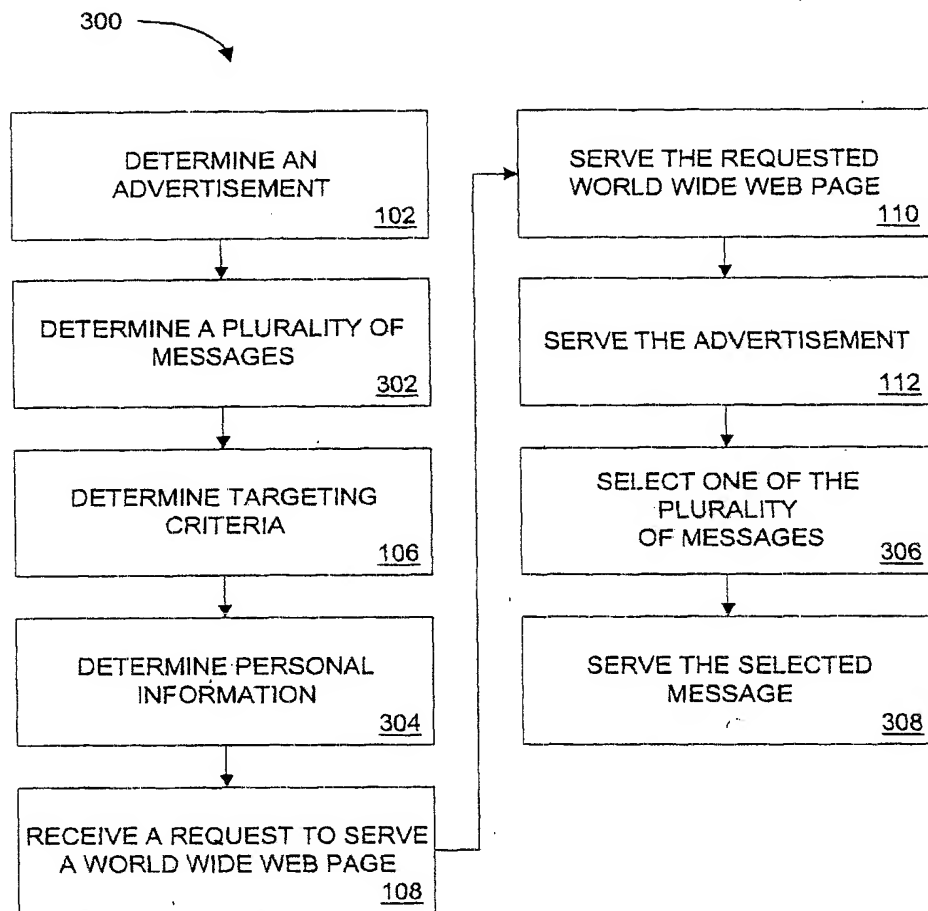 300
DETERMINE AN
ADVERTISEMENT
102
DETERMINE A PLURALITY OF
MESSAGES
302
DETERMINE TARGETING
CRITERIA
106
DETERMINE PERSONAL
INFORMATION
304
RECEIVE A REQUEST TO SERVE
A WORLD WIDE WEB PAGE
108
SERVE THE REQUESTED
WORLD WIDE WEB PAGE
110
SERVE THE ADVERTISEMENT
112
SELECT ONE OF THE
PLURALITY
OF MESSAGES
306
SERVE THE SELECTED
MESSAGE
308